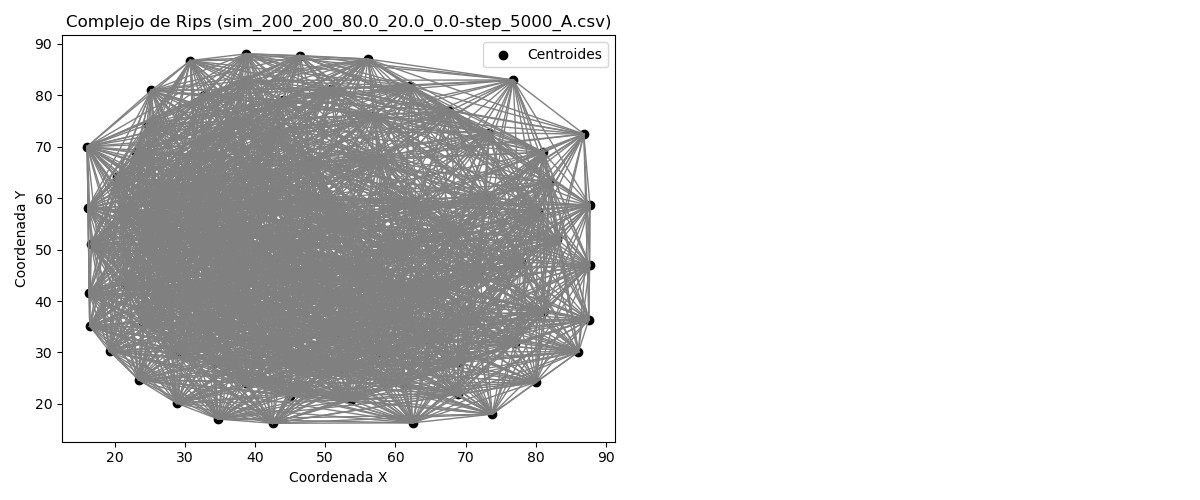 Complejo de Rips (sim_200_200_80.0_20.0_0.0-step_5000_A.csv)
Centroides
90
80
70
60
50
40
30
20
Coordenada Y
20 30 40 50 60 70 80 90
Coordenada X